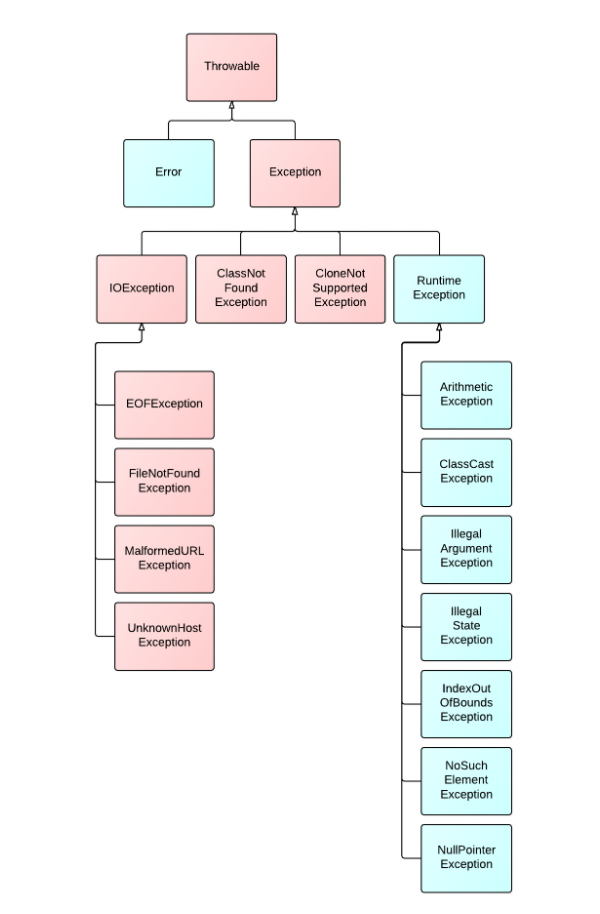 Throwable
Error
Exception
IOException
ClassNot
Found
Exception
CloneNot
Supported
Exception
Runtime
Exception
EOFException
FileNotFound
Exception
MalformedURL
Exception
UnknownHost
Exception
Arithmetic
Exception
ClassCast
Exception
Illegal
Argument
Exception
Illegal
State
Exception
IndexOut
OfBounds
Exception
NoSuch
Element
Exception
NullPointer
Exception